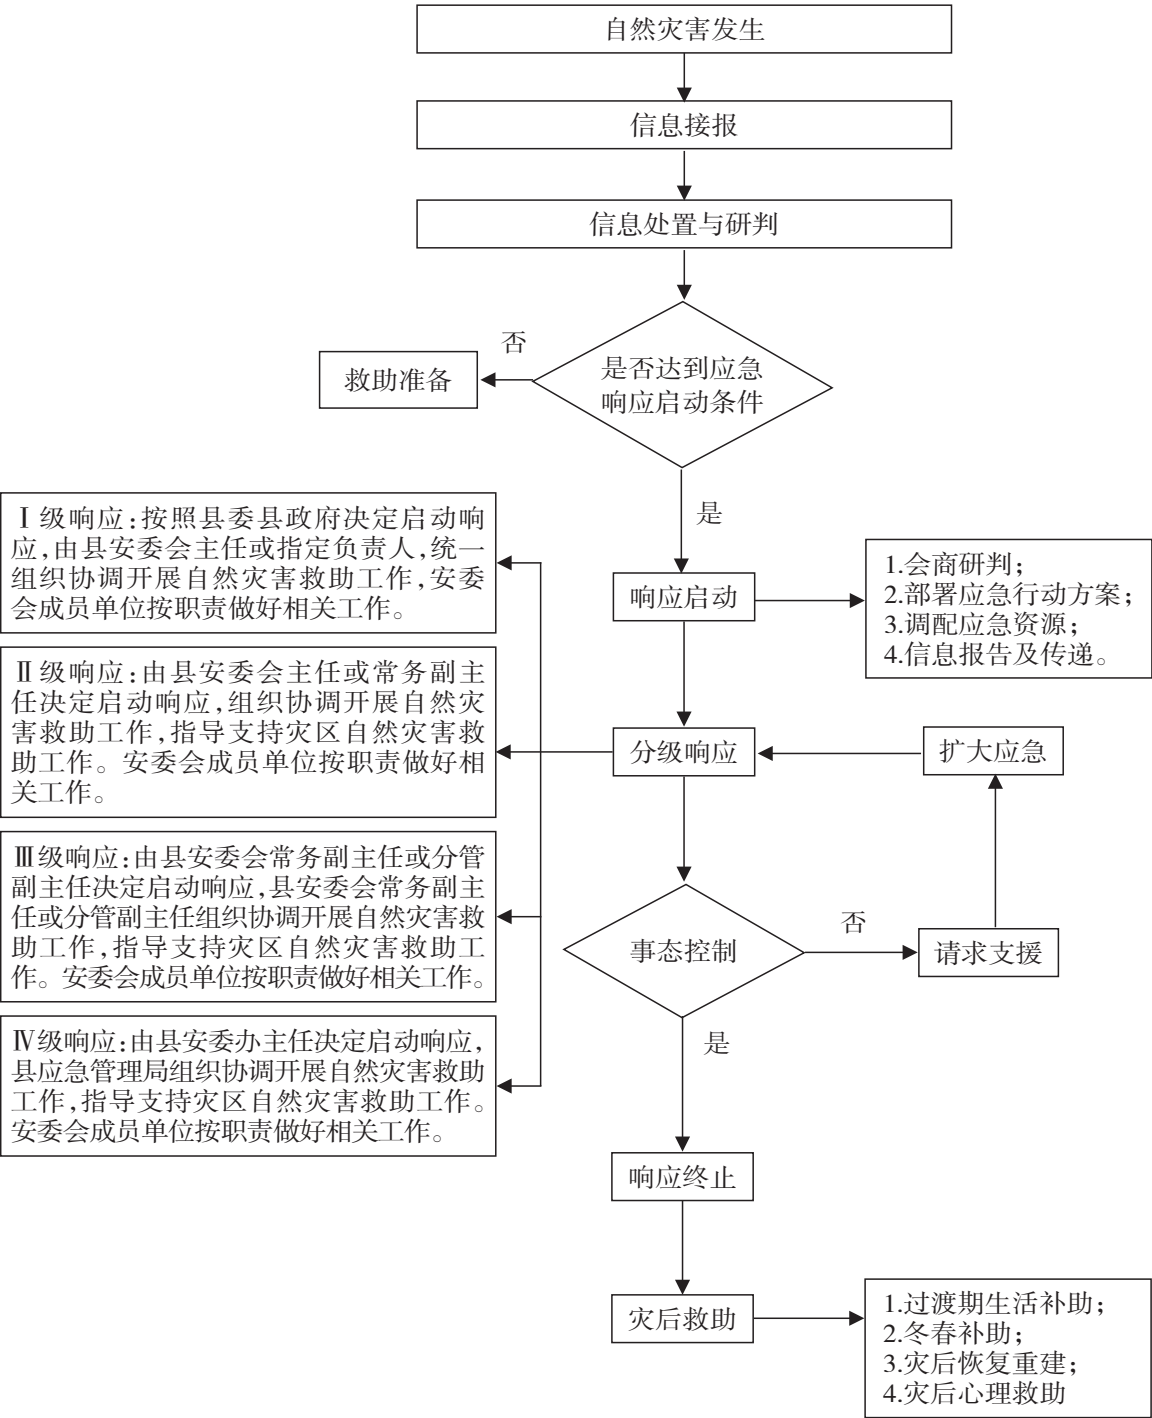 自然灾害发生
信息接报
信息处置与研判
否
救助准备
是否达到应急
响应启动条件
是
Ⅰ级响应:按照县委县政府决定启动响
应,由县安委会主任或指定负责人,统一
组织协调开展自然灾害救助工作,安委
会成员单位按职责做好相关工作。
响应启动
1.会商研判;
2.部署应急行动方案;
3.调配应急资源;
4.信息报告及传递。
Ⅱ级响应:由县安委会主任或常务副主
任决定启动响应,组织协调开展自然灾
害救助工作,指导支持灾区自然灾害救
助工作。安委会成员单位按职责做好相
关工作。
分级响应
扩大应急
Ⅲ级响应:由县安委会常务副主任或分管
副主任决定启动响应,县安委会常务副主
任或分管副主任组织协调开展自然灾害救
助工作,指导支持灾区自然灾害救助工
作。安委会成员单位按职责做好相关工作。
事态控制
否
请求支援
是
Ⅳ级响应:由县安委办主任决定启动响应,
县应急管理局组织协调开展自然灾害救助
工作,指导支持灾区自然灾害救助工作。
安委会成员单位按职责做好相关工作。
响应终止
灾后救助
1.过渡期生活补助;
2.冬春补助;
3.灾后恢复重建;
4.灾后心理救助